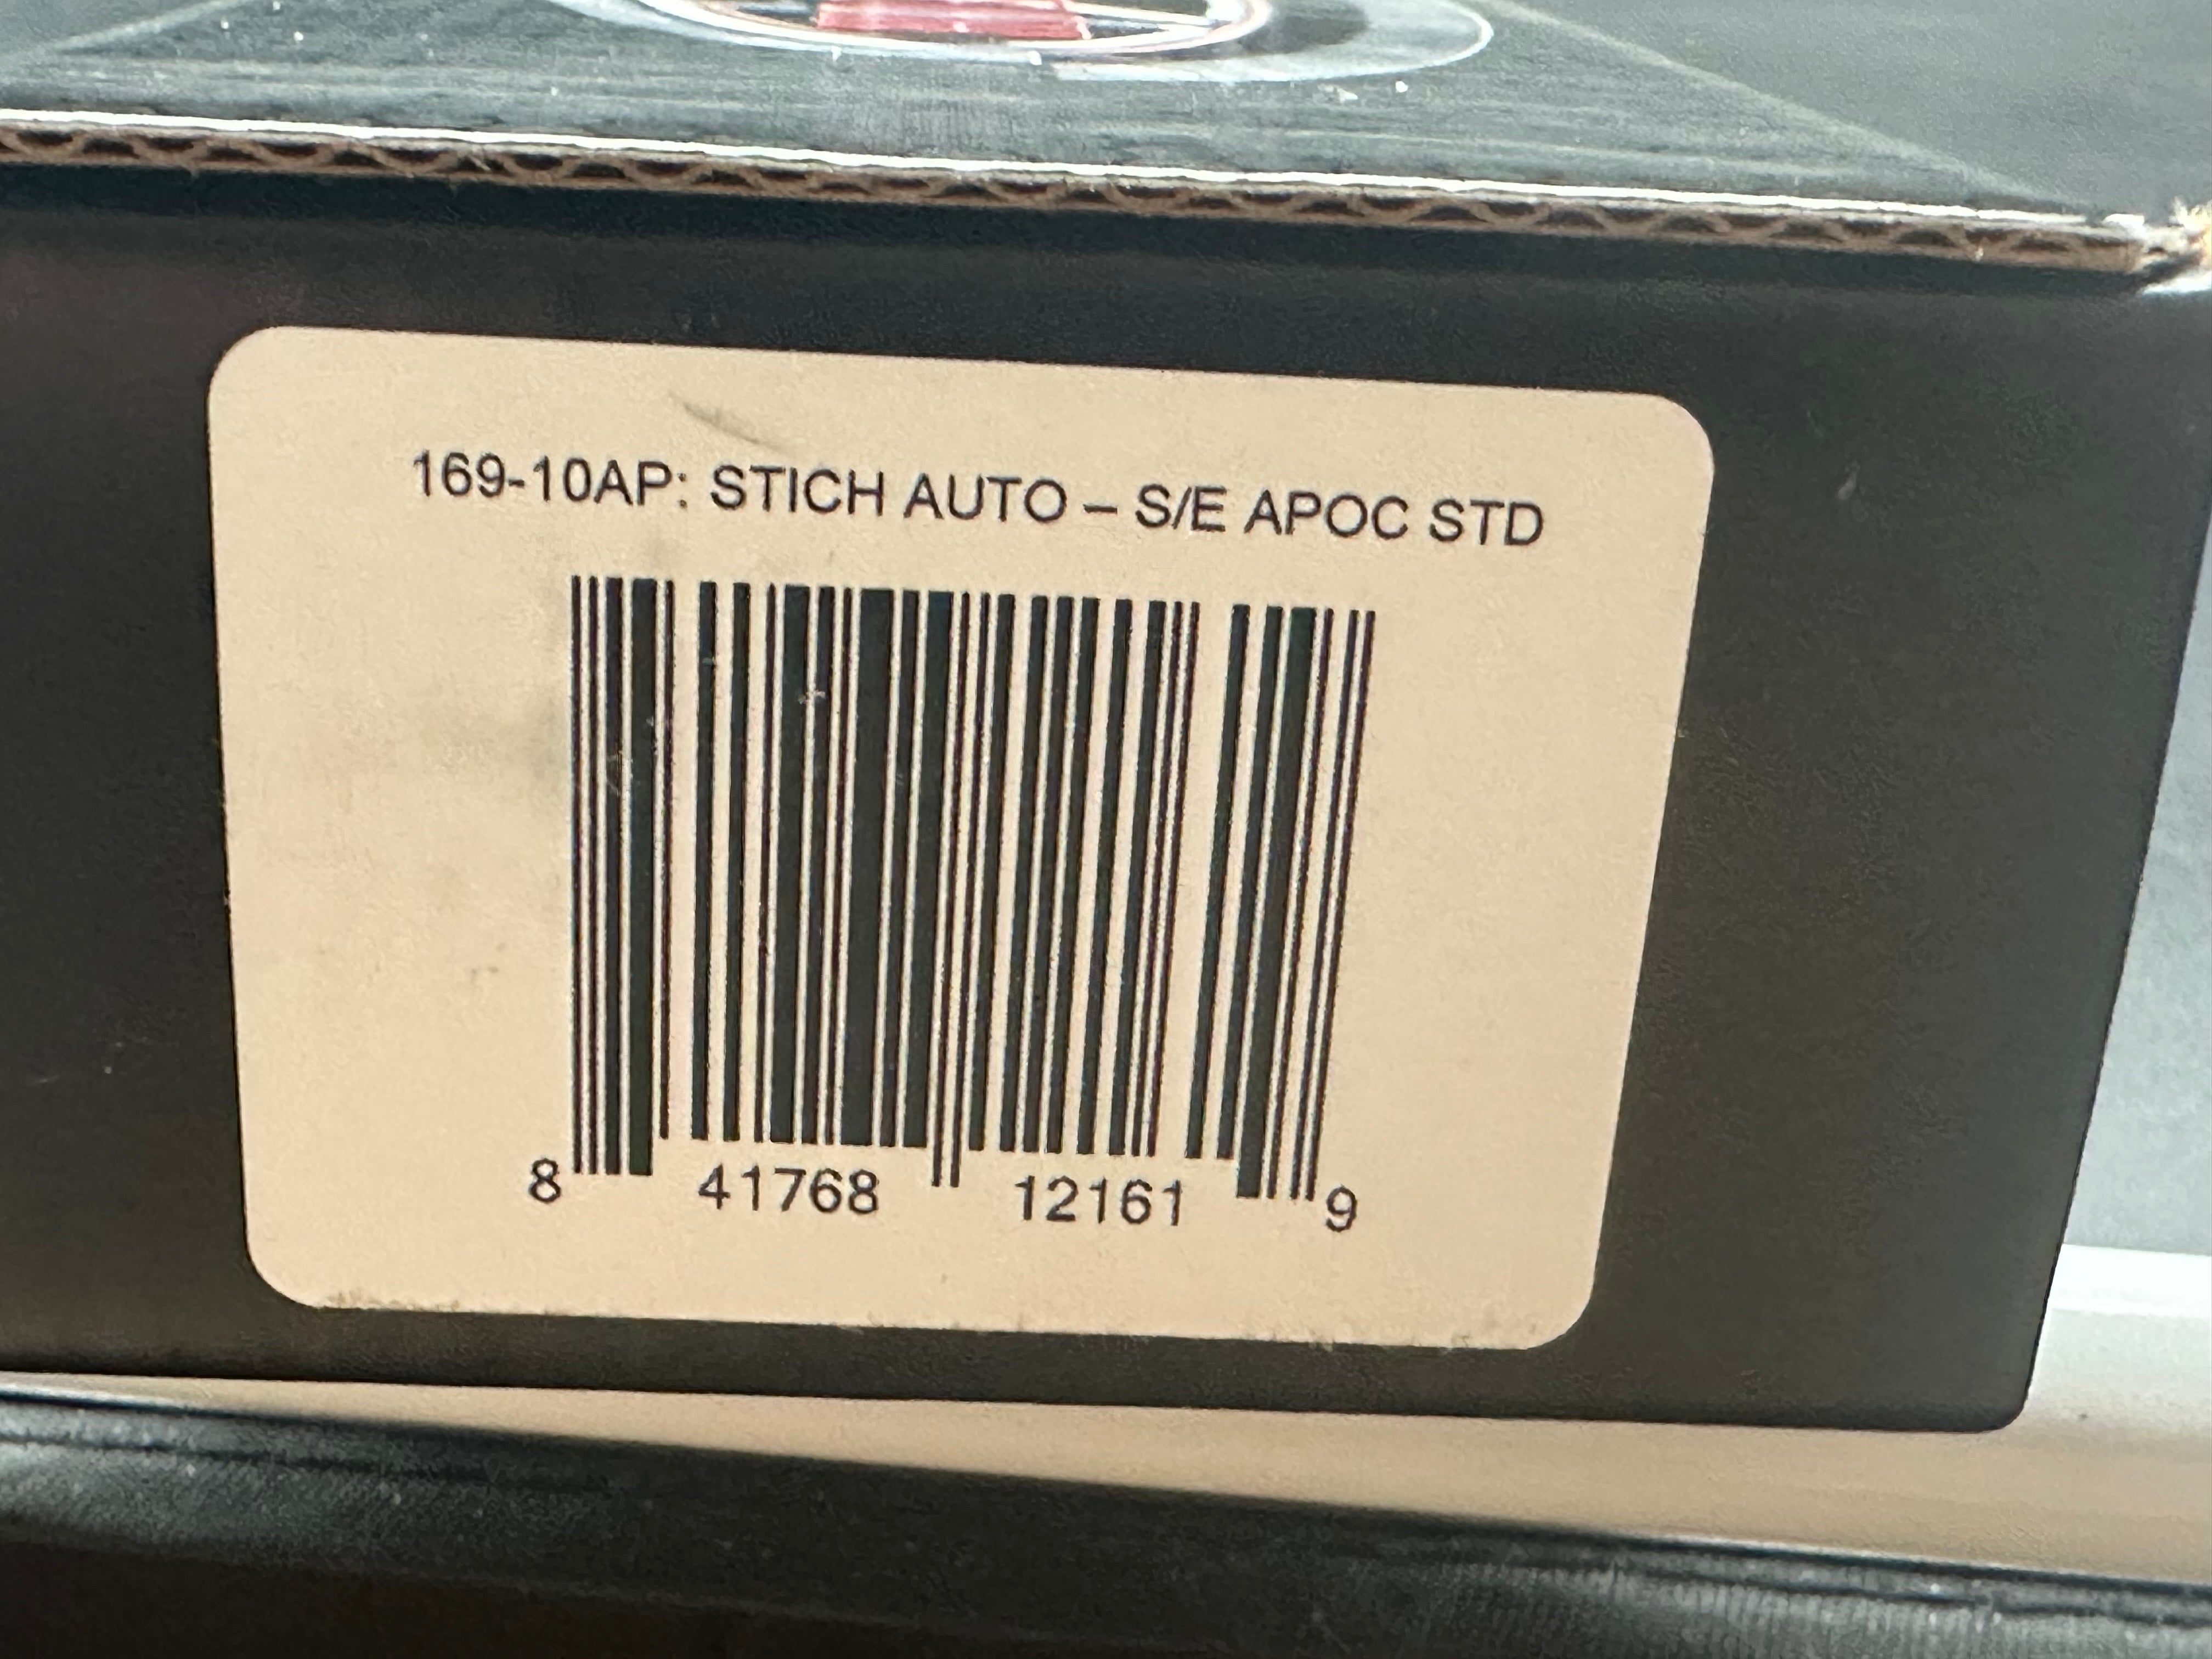 169-10AP: STICH AUTO – S/E APOC STD
8 41768 12161 9